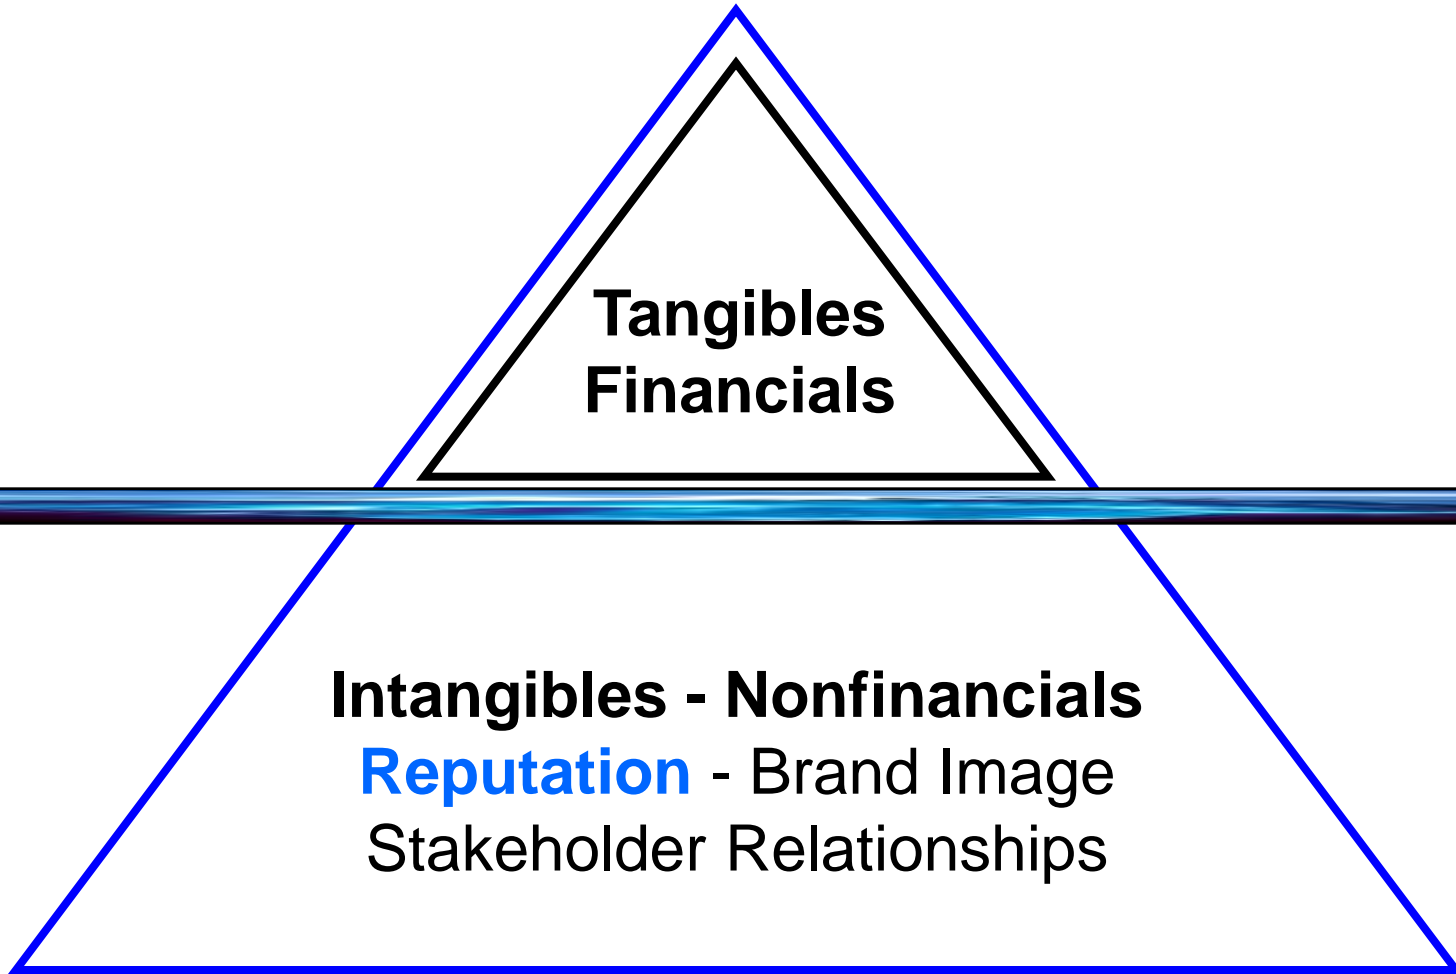 Tangibles
Financials
Intangibles - Nonfinancials
Reputation - Brand Image
Stakeholder Relationships